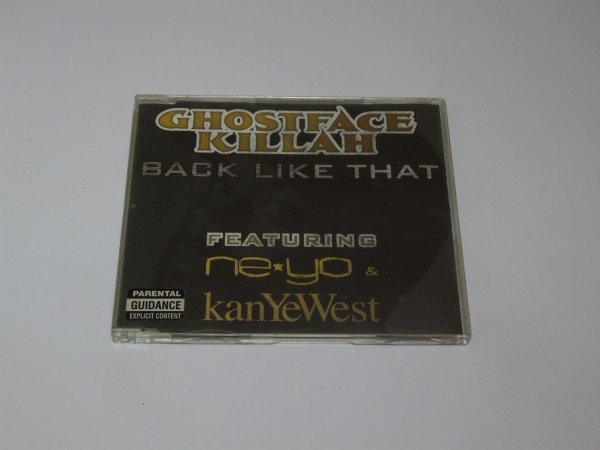 GHOSTFACE
KILLAH
BACK LIKE THAT
FEATURING
ne★yo &
kanYeWest
PARENTAL
GUIDANCE
EXPLICIT CONTENT